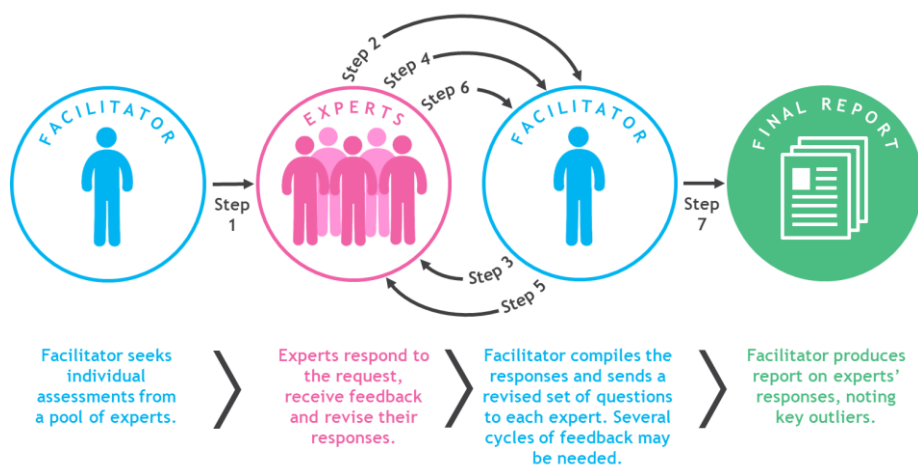 Step 2
Step 4
Step 6
FACILITATOR
EXPERTS
FACILITATOR
FINAL REPORT
Step
1
Step
7
Step 3
Step 5
Facilitator seeks
individual
assessments from
a pool of experts.
Experts respond to
the request,
receive feedback
and revise their
responses.
Facilitator compiles the
responses and sends a
revised set of questions
to each expert. Several
cycles of feedback may
be needed.
Facilitator produces
report on experts’
responses, noting
key outliers.